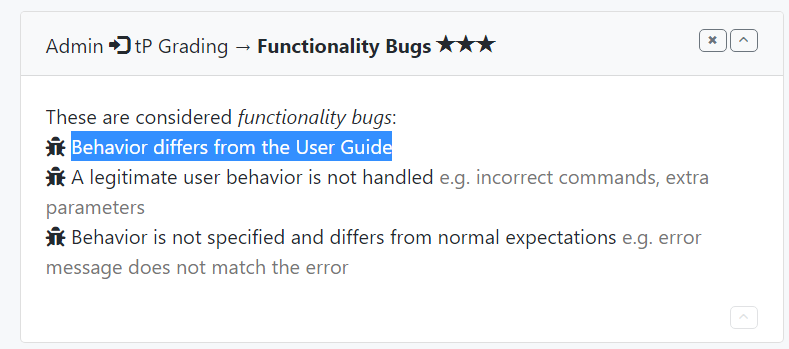 Admin tP Grading → Functionality Bugs ★★★
These are considered functionality bugs:
Behavior differs from the User Guide
A legitimate user behavior is not handled e.g. incorrect commands, extra
parameters
Behavior is not specified and differs from normal expectations e.g. error
message does not match the error